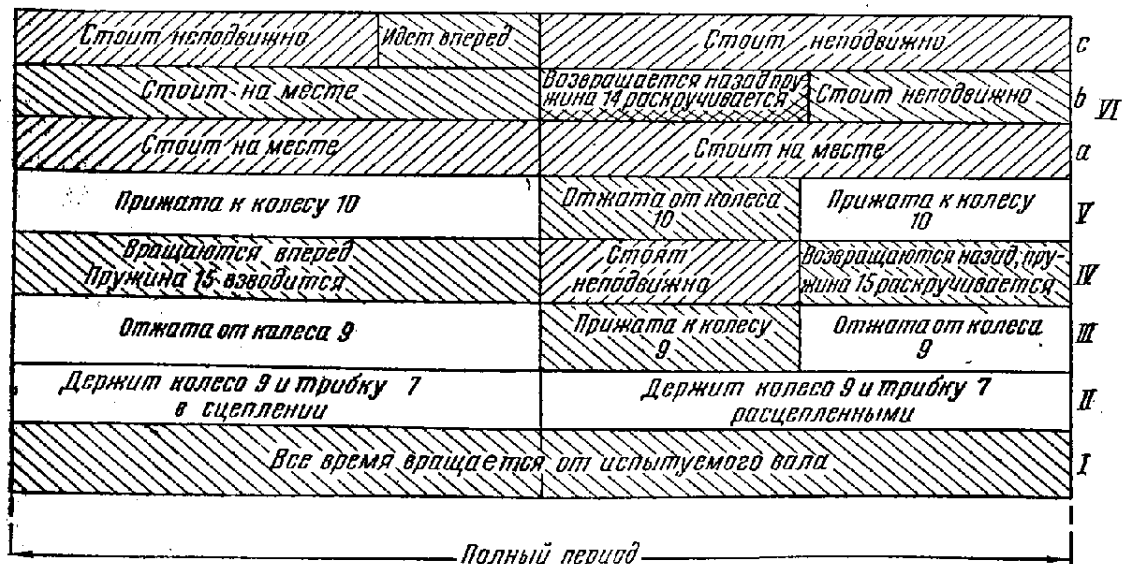 Стоит неподвижно
Идет вперед
Стоит неподвижно
c
Стоит на месте
Возвращается назад пру-
жина 14 раскручивается
Стоит неподвижно
b
VI
Стоит на месте
Стоит на месте
a
Прижата к колесу 10
Отжата от колеса
10
Прижата к колесу
10
V
Вращаются вперед
Пружина 15 взводится
Стоят
неподвижно
Возвращаются назад, пру-
жина 15 раскручивается
IV
Отжата от колеса 9
Прижата к колесу
9
Отжата от колеса
9
III
Держит колесо 9 и трибку 7
в сцеплении
Держит колесо 9 и трибку 7
расцепленными
II
Все время вращается от испытуемого вала
I
Полный период